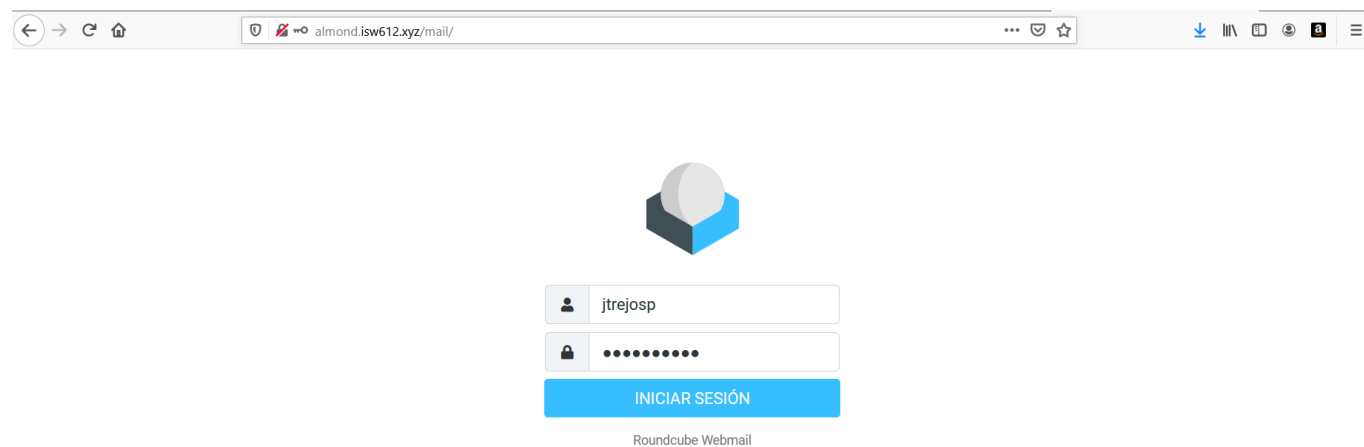 almond.isw612.xyz/mail/
a
jtrejosp
INICIAR SESIÓN
Roundcube Webmail